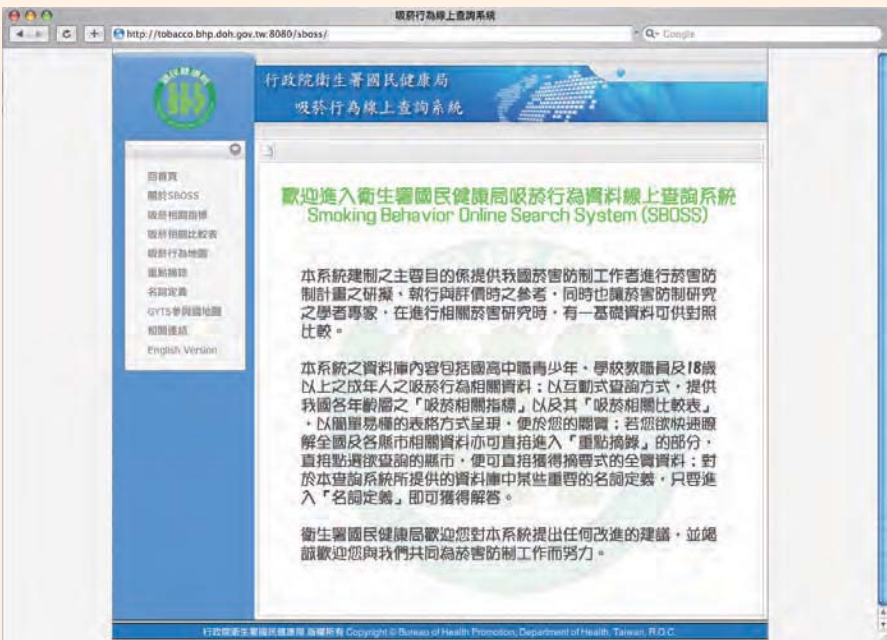 吸菸行為線上查詢系統
http://tobacco.bhp.doh.gov.tw:8080/sboss/
Google
行政院衛生署國民健康局
吸菸行為線上查詢系統
回首頁
關於SBOSS
吸菸相關指標
吸菸相關比較表
吸菸行為地圖
重點摘錄
名詞定義
GYTS參與國地圖
相關連結
English Version
歡迎進入衛生署國民健康局吸菸行為資料線上查詢系統
Smoking Behavior Online Search System (SBOSS)
本系統建制之主要目的係提供我國菸害防制工作者進行菸害防
制計畫之研擬、執行與評價時之參考，同時也讓菸害防制研究
之學者專家，在進行相關菸害研究時，有一基礎資料可供對照
比較。
本系統之資料庫內容包括國高中職青少年、學校教職員及18歲
以上之成年人之吸菸行為相關資料；以互動式查詢方式，提供
我國各年齡層之「吸菸相關指標」以及其「吸菸相關比較表」
，以簡單易懂的表格方式呈現，便於您的閱覽；若您欲快速瞭
解全國及各縣市相關資料亦可直接進入「重點摘錄」的部分，
直接點選欲查詢的縣市，便可直接獲得摘要式的全覽資料；對
於本查詢系統所提供的資料庫中某些重要的名詞定義，只要進
入「名詞定義」即可獲得解答。
衛生署國民健康局歡迎您對本系統提出任何改進的建議，並竭
誠歡迎您與我們共同為菸害防制工作而努力。
行政院衛生署國民健康局 版權所有 Copyright © Bureau of Health Promotion, Department of Health, Taiwan, R.O.C.